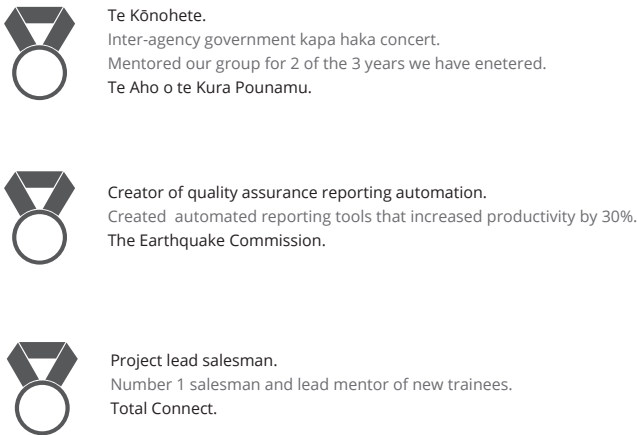 Te Kōnohete.
Inter-agency government kapa haka concert.
Mentored our group for 2 of the 3 years we have enetered.
Te Aho o te Kura Pounamu.
Creator of quality assurance reporting automation.
Created  automated reporting tools that increased productivity by 30%.
The Earthquake Commission.
Project lead salesman.
Number 1 salesman and lead mentor of new trainees.
Total Connect.